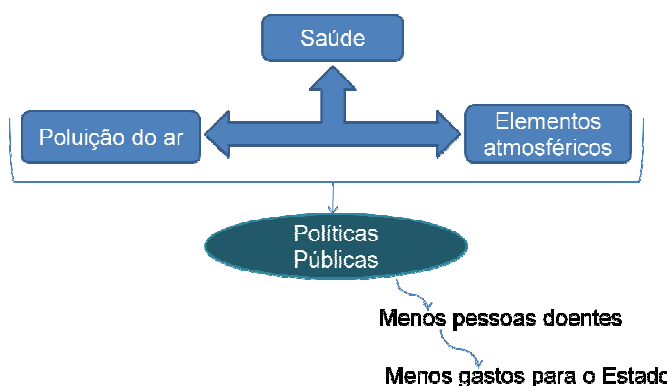 Saúde
Poluição do ar
Elementos
atmosféricos
Políticas
Públicas
Menos pessoas doentes
Menos gastos para o Estado